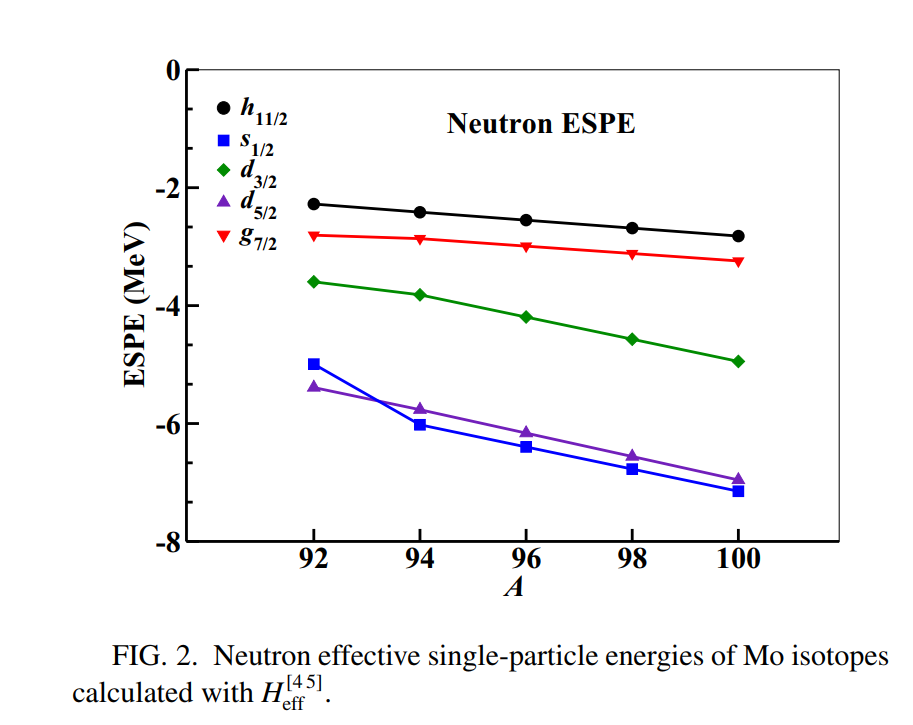 0
-2
-4
-6
-8
ESPE (MeV)
h11/2
s1/2
d3/2
d5/2
g7/2
Neutron ESPE
92 94 96 98 100
A
FIG. 2. Neutron effective single-particle energies of Mo isotopes
calculated with H[45]eff.